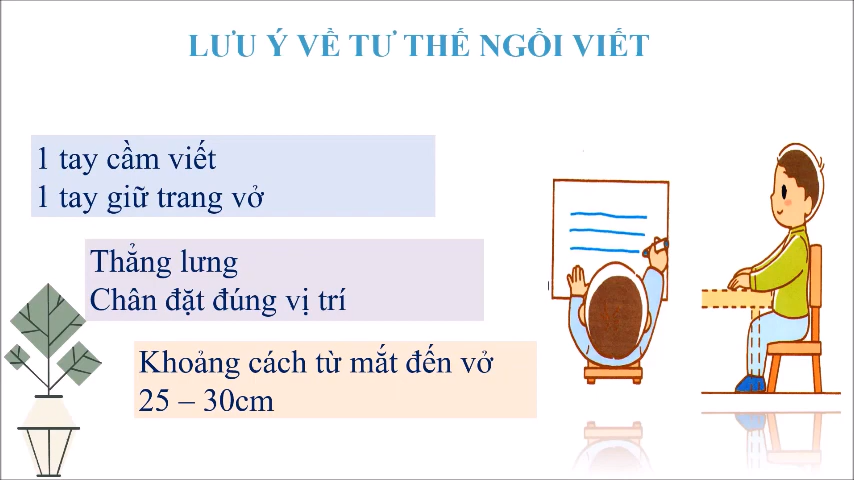 LƯU Ý VỀ TƯ THẾ NGỒI VIẾT
1 tay cầm viết
1 tay giữ trang vở
Thẳng lưng
Chân đặt đúng vị trí
Khoảng cách từ mắt đến vở
25 – 30cm